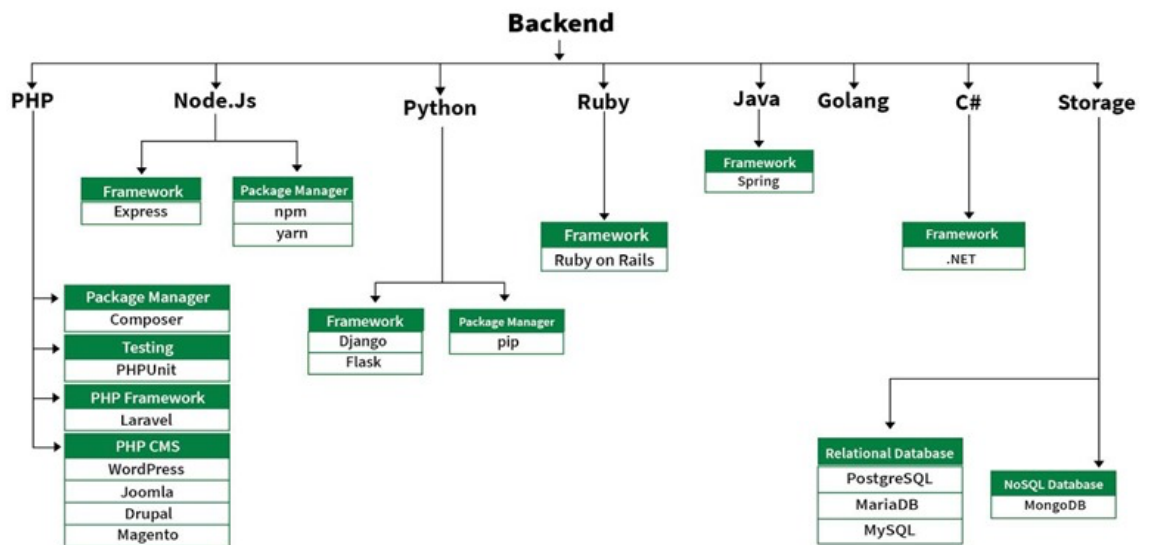 Backend
PHP
Node.Js
Python
Ruby
Java
Golang
C#
Storage
Framework
Express
Package Manager
npm
yarn
Framework
Spring
Framework
Ruby on Rails
Framework
.NET
Package Manager
Composer
Testing
PHPUnit
PHP Framework
Laravel
PHP CMS
WordPress
Joomla
Drupal
Magento
Framework
Django
Flask
Package Manager
pip
Relational Database
PostgreSQL
MariaDB
MySQL
NoSQL Database
MongoDB